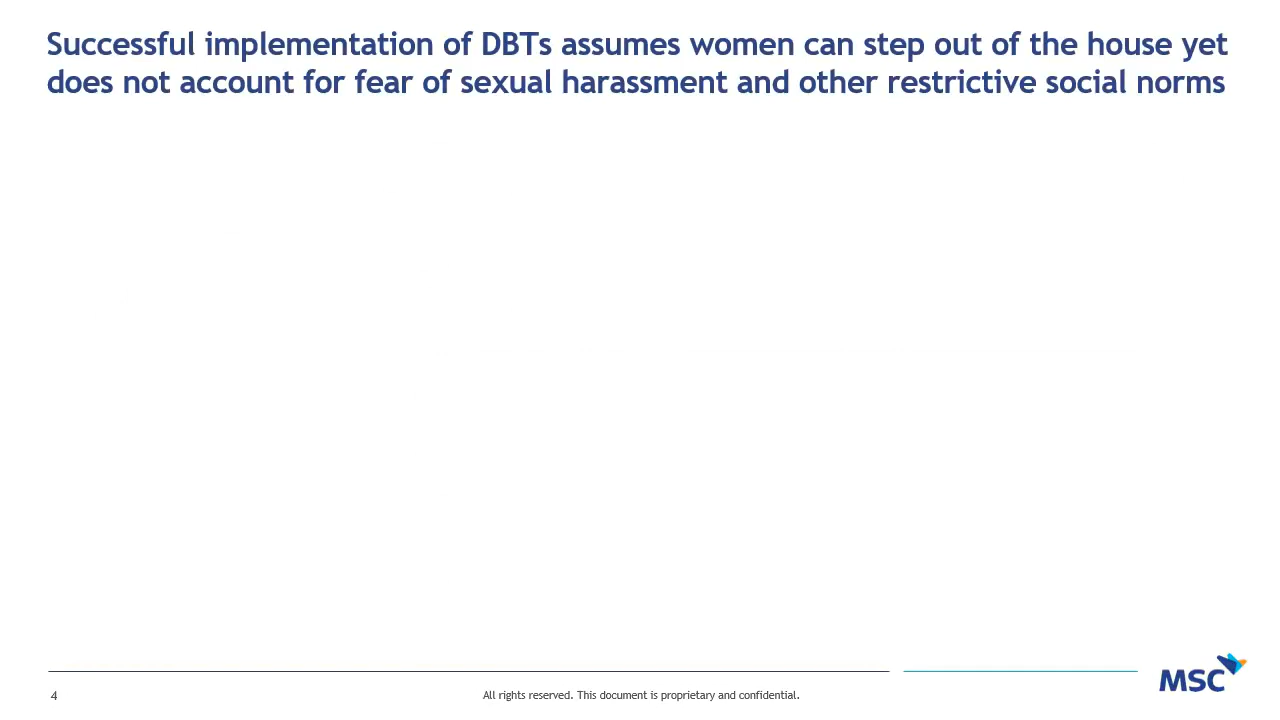 Successful implementation of DBTs assumes women can step out of the house yet
does not account for fear of sexual harassment and other restrictive social norms
4
All rights reserved. This document is proprietary and confidential.
MSC